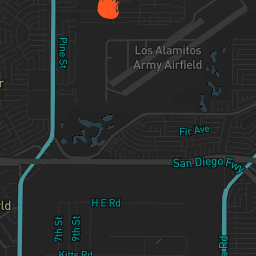 Pine St
Los Alamitos
Army Airfield
Fir Ave
San Diego Fwy
H E Rd
7th St
9th St
Kitts Rd